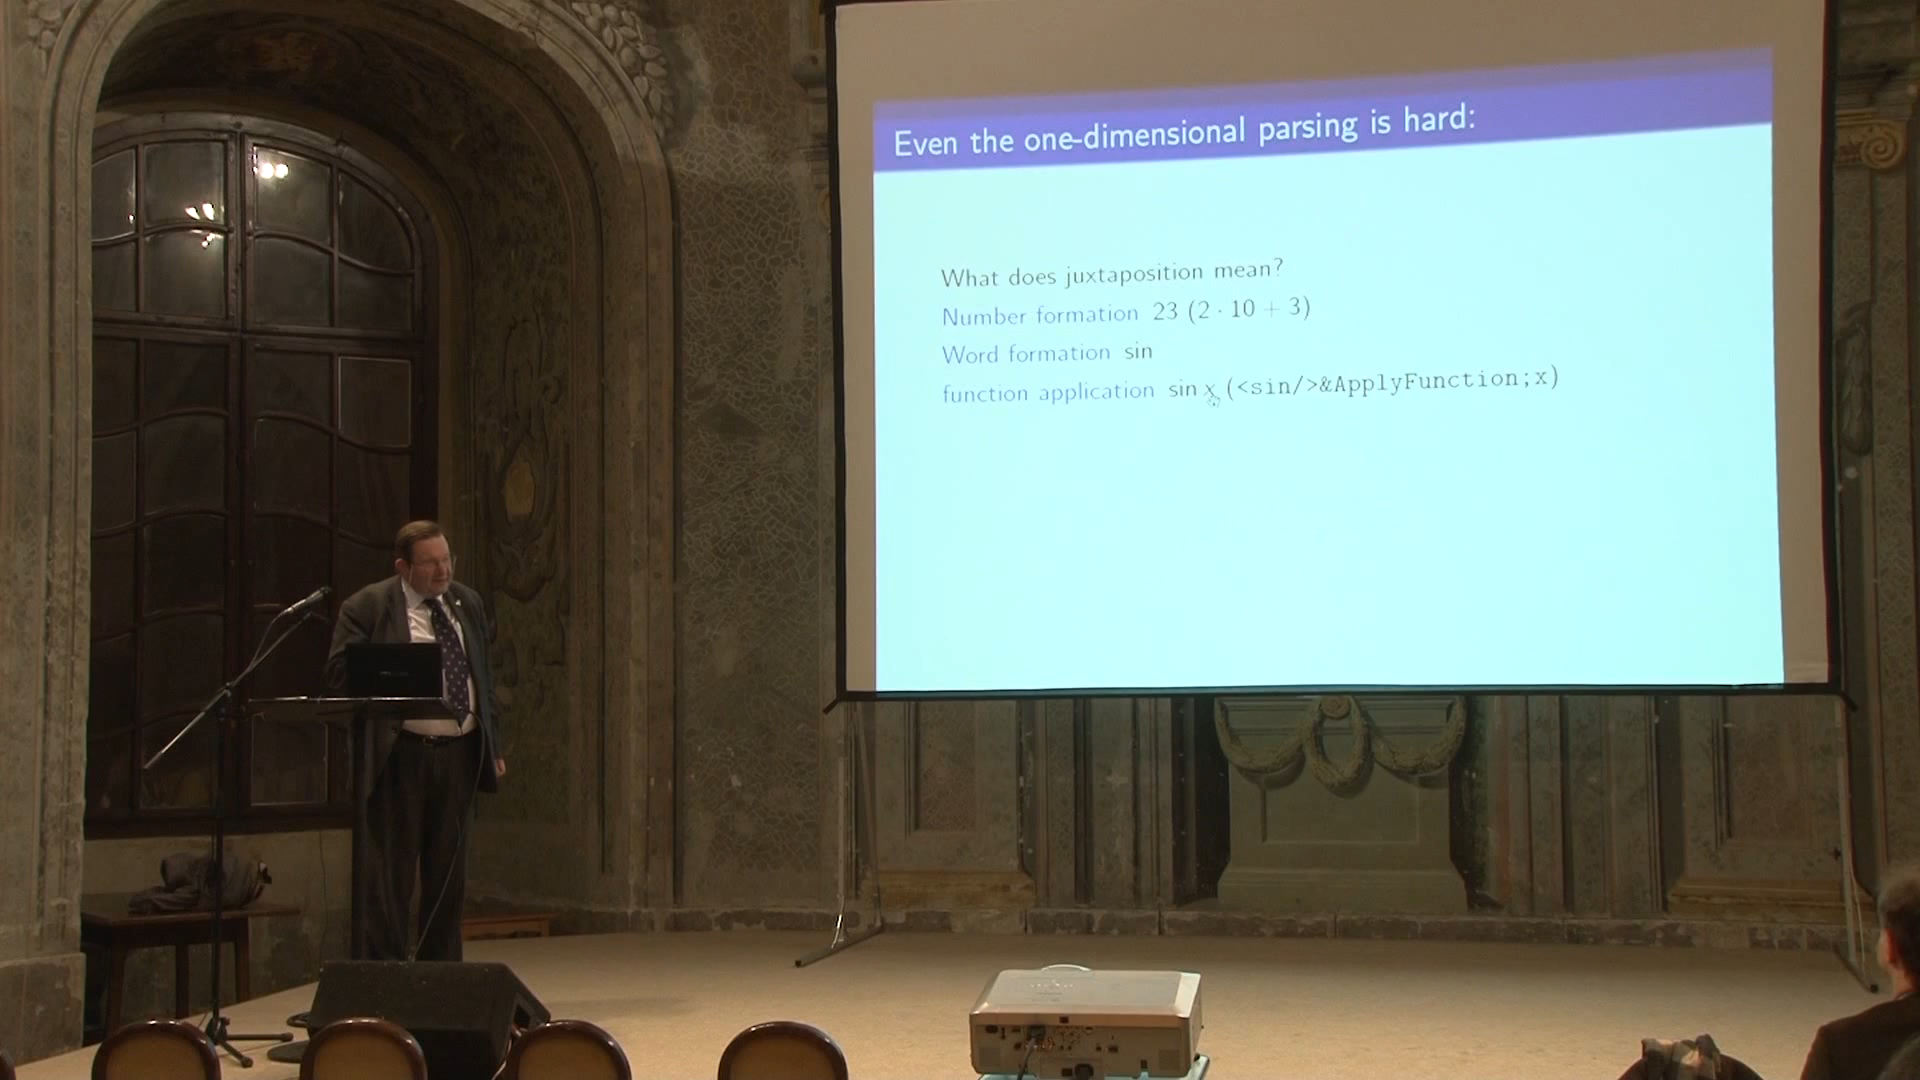 Even the one-dimensional parsing is hard:
What does juxtaposition mean?
Number formation 23 (2 · 10 + 3)
Word formation sin
function application sin x (<sin/>&ApplyFunction;x)